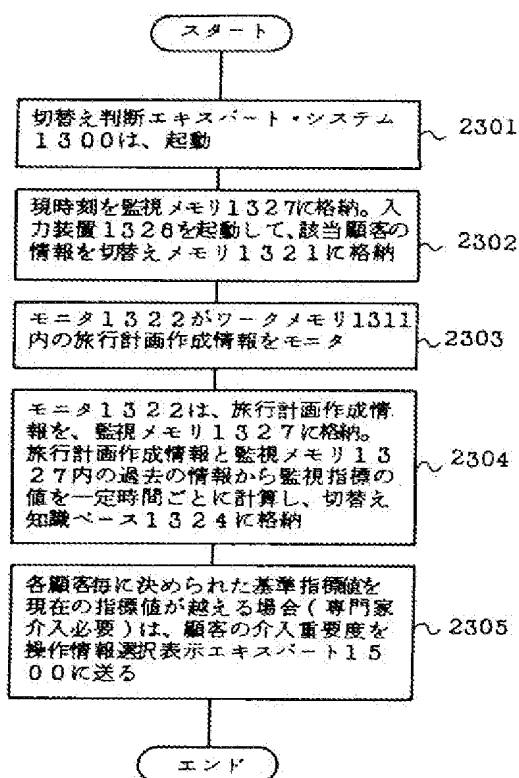 スタート
切替え判断エキスパート・システム
1300は、起動
2301
現時刻を監視メモリ1327に格納。入
力装置1326を起動して、該当顧客の
情報を切替えメモリ1321に格納
2302
モニタ1322がワークメモリ1311
内の旅行計画作成情報をモニタ
2303
モニタ1322は、旅行計画作成情
報を、監視メモリ1327に格納。
旅行計画作成情報と監視メモリ13
27内の過去の情報から監視指標の
値を一定時間ごとに計算し、切替え
知識ベース1324に格納
2304
各顧客毎に決められた基準指標値を
現在の指標値が越える場合(専門家
介入必要)は、顧客の介入重要度を
操作情報選択表示エキスパート15
00に送る
2305
エンド